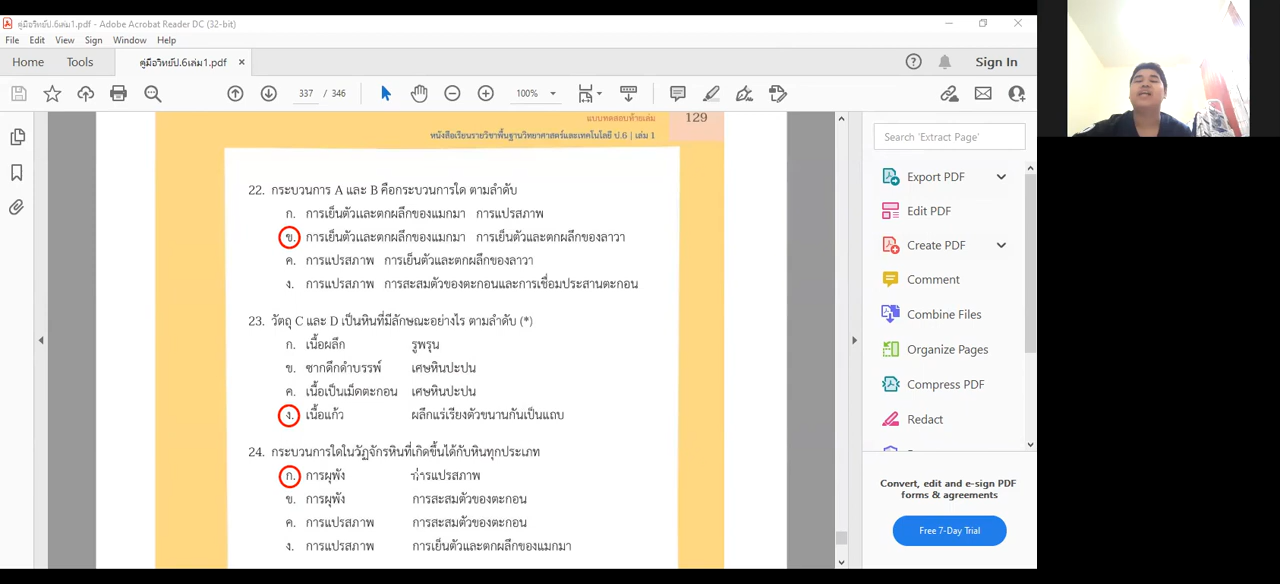 คู่มือวิทย์ป.6เล่ม1.pdf - Adobe Acrobat Reader DC (32-bit)
File Edit View Sign Window Help
Home Tools คู่มือวิทย์ป.6เล่ม1.pdf × Sign In
337 / 346 100%
แบบทดสอบท้ายเล่ม 129
หนังสือเรียนรายวิชาพื้นฐานวิทยาศาสตร์และเทคโนโลยี ป.6 | เล่ม 1
22. กระบวนการ A และ B คือกระบวนการใด ตามลำดับ
ก. การเย็นตัวและตกผลึกของแมกมา การแปรสภาพ
ข. การเย็นตัวและตกผลึกของแมกมา การเย็นตัวและตกผลึกของลาวา
ค. การแปรสภาพ การเย็นตัวและตกผลึกของลาวา
ง. การแปรสภาพ การสะสมตัวของตะกอนและการเชื่อมประสานตะกอน
23. วัตถุ C และ D เป็นหินที่มีลักษณะอย่างไร ตามลำดับ (*)
ก. เนื้อผลึก รูพรุน
ข. ซากดึกดำบรรพ์ เศษหินปะปน
ค. เนื้อเป็นเม็ดตะกอน เศษหินปะปน
ง. เนื้อแก้ว ผลึกแร่เรียงตัวขนานกันเป็นแถบ
24. กระบวนการใดในวัฏจักรหินที่เกิดขึ้นได้กับหินทุกประเภท
ก. การผุพัง การแปรสภาพ
ข. การผุพัง การสะสมตัวของตะกอน
ค. การแปรสภาพ การสะสมตัวของตะกอน
ง. การแปรสภาพ การเย็นตัวและตกผลึกของแมกมา
Search 'Extract Page'
Export PDF
Edit PDF
Create PDF
Comment
Combine Files
Organize Pages
Compress PDF
Redact
Convert, edit and e-sign PDF
forms & agreements
Free 7-Day Trial